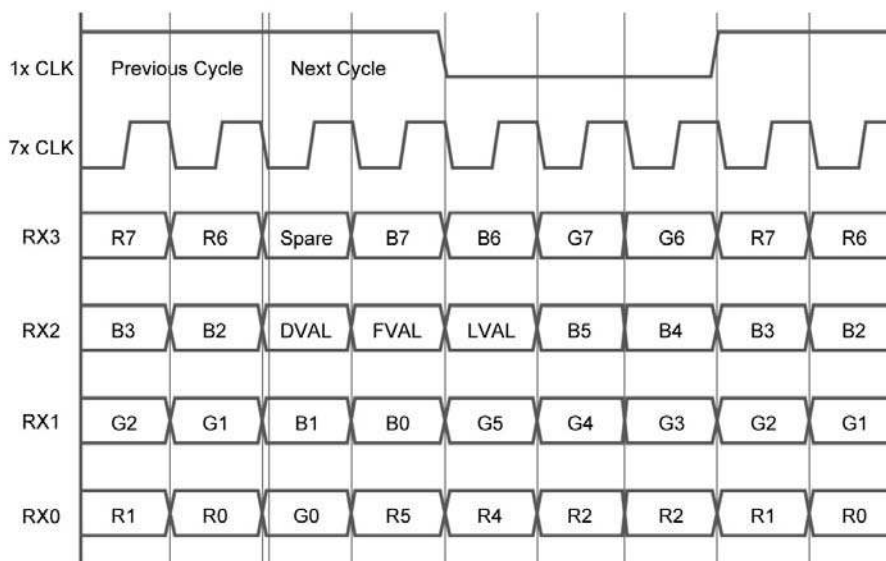 1x CLK Previous Cycle Next Cycle
7x CLK
RX3 R7 R6 Spare B7 B6 G7 G6 R7 R6
RX2 B3 B2 DVAL FVAL LVAL B5 B4 B3 B2
RX1 G2 G1 B1 B0 G5 G4 G3 G2 G1
RX0 R1 R0 G0 R5 R4 R2 R2 R1 R0